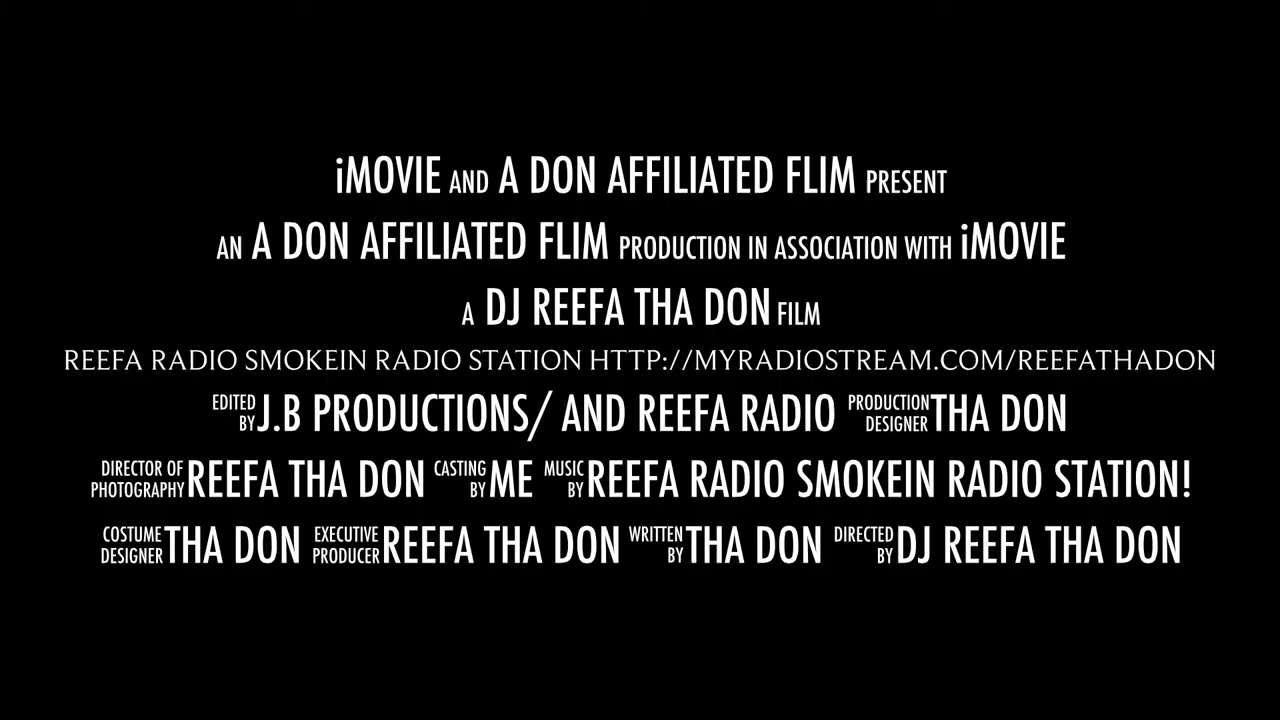 iMOVIE AND A DON AFFILIATED FLIM PRESENT
AN A DON AFFILIATED FLIM PRODUCTION IN ASSOCIATION WITH iMOVIE
A DJ REEFA THA DON FILM
REEFA RADIO SMOKEIN RADIO STATION HTTP://MYRADIOSTREAM.COM/REEFATHADON
EDITED BY J.B PRODUCTIONS/ AND REEFA RADIO PRODUCTION DESIGNER THA DON
DIRECTOR OF PHOTOGRAPHY REEFA THA DON CASTING BY ME MUSIC BY REEFA RADIO SMOKEIN RADIO STATION!
COSTUME DESIGNER THA DON EXECUTIVE PRODUCER REEFA THA DON WRITTEN BY THA DON DIRECTED BY DJ REEFA THA DON